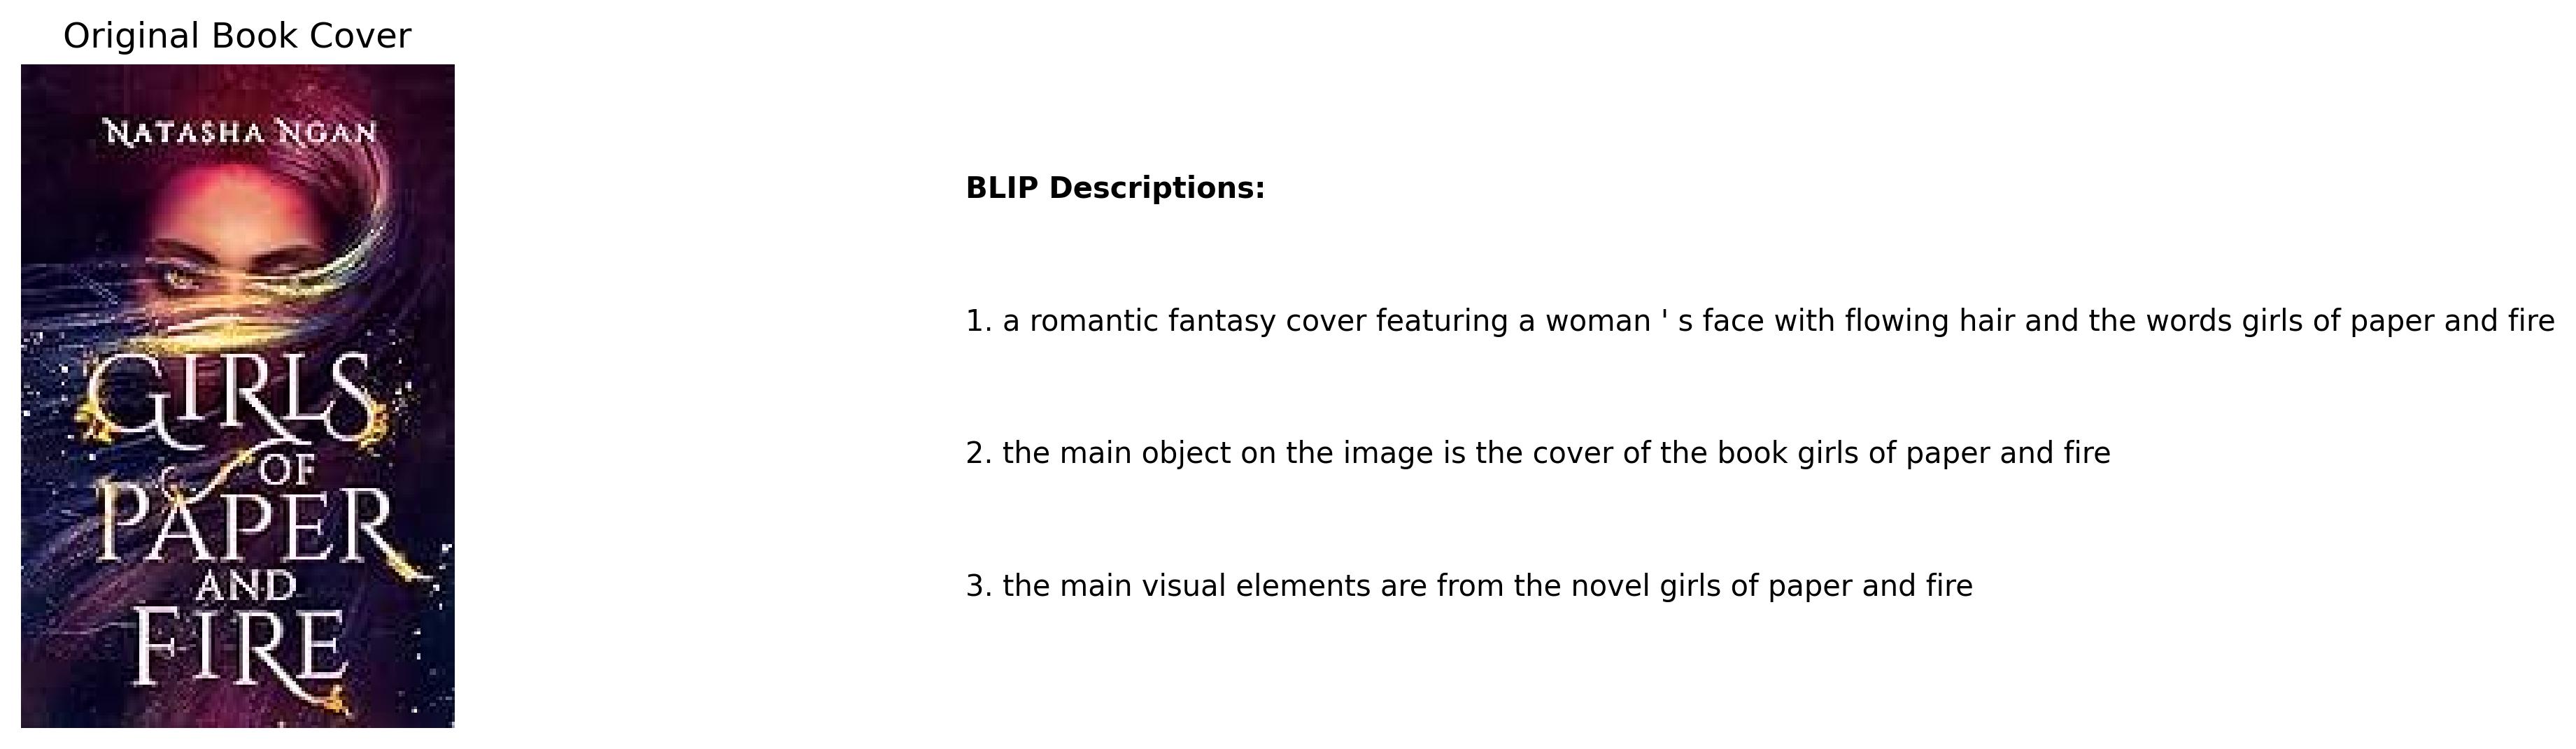 Original Book Cover
NATASHA NGAN
GIRLS
OF
PAPER
AND
FIRE
BLIP Descriptions:
1. a romantic fantasy cover featuring a woman ' s face with flowing hair and the words girls of paper and fire
2. the main object on the image is the cover of the book girls of paper and fire
3. the main visual elements are from the novel girls of paper and fire